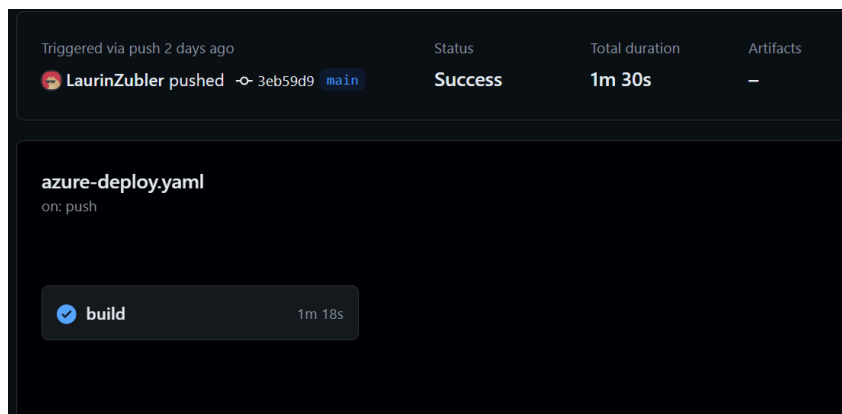 Triggered via push 2 days ago
LaurinZubler pushed 3eb59d9 main
Status
Success
Total duration
1m 30s
Artifacts
–
azure-deploy.yaml
on: push
build 1m 18s